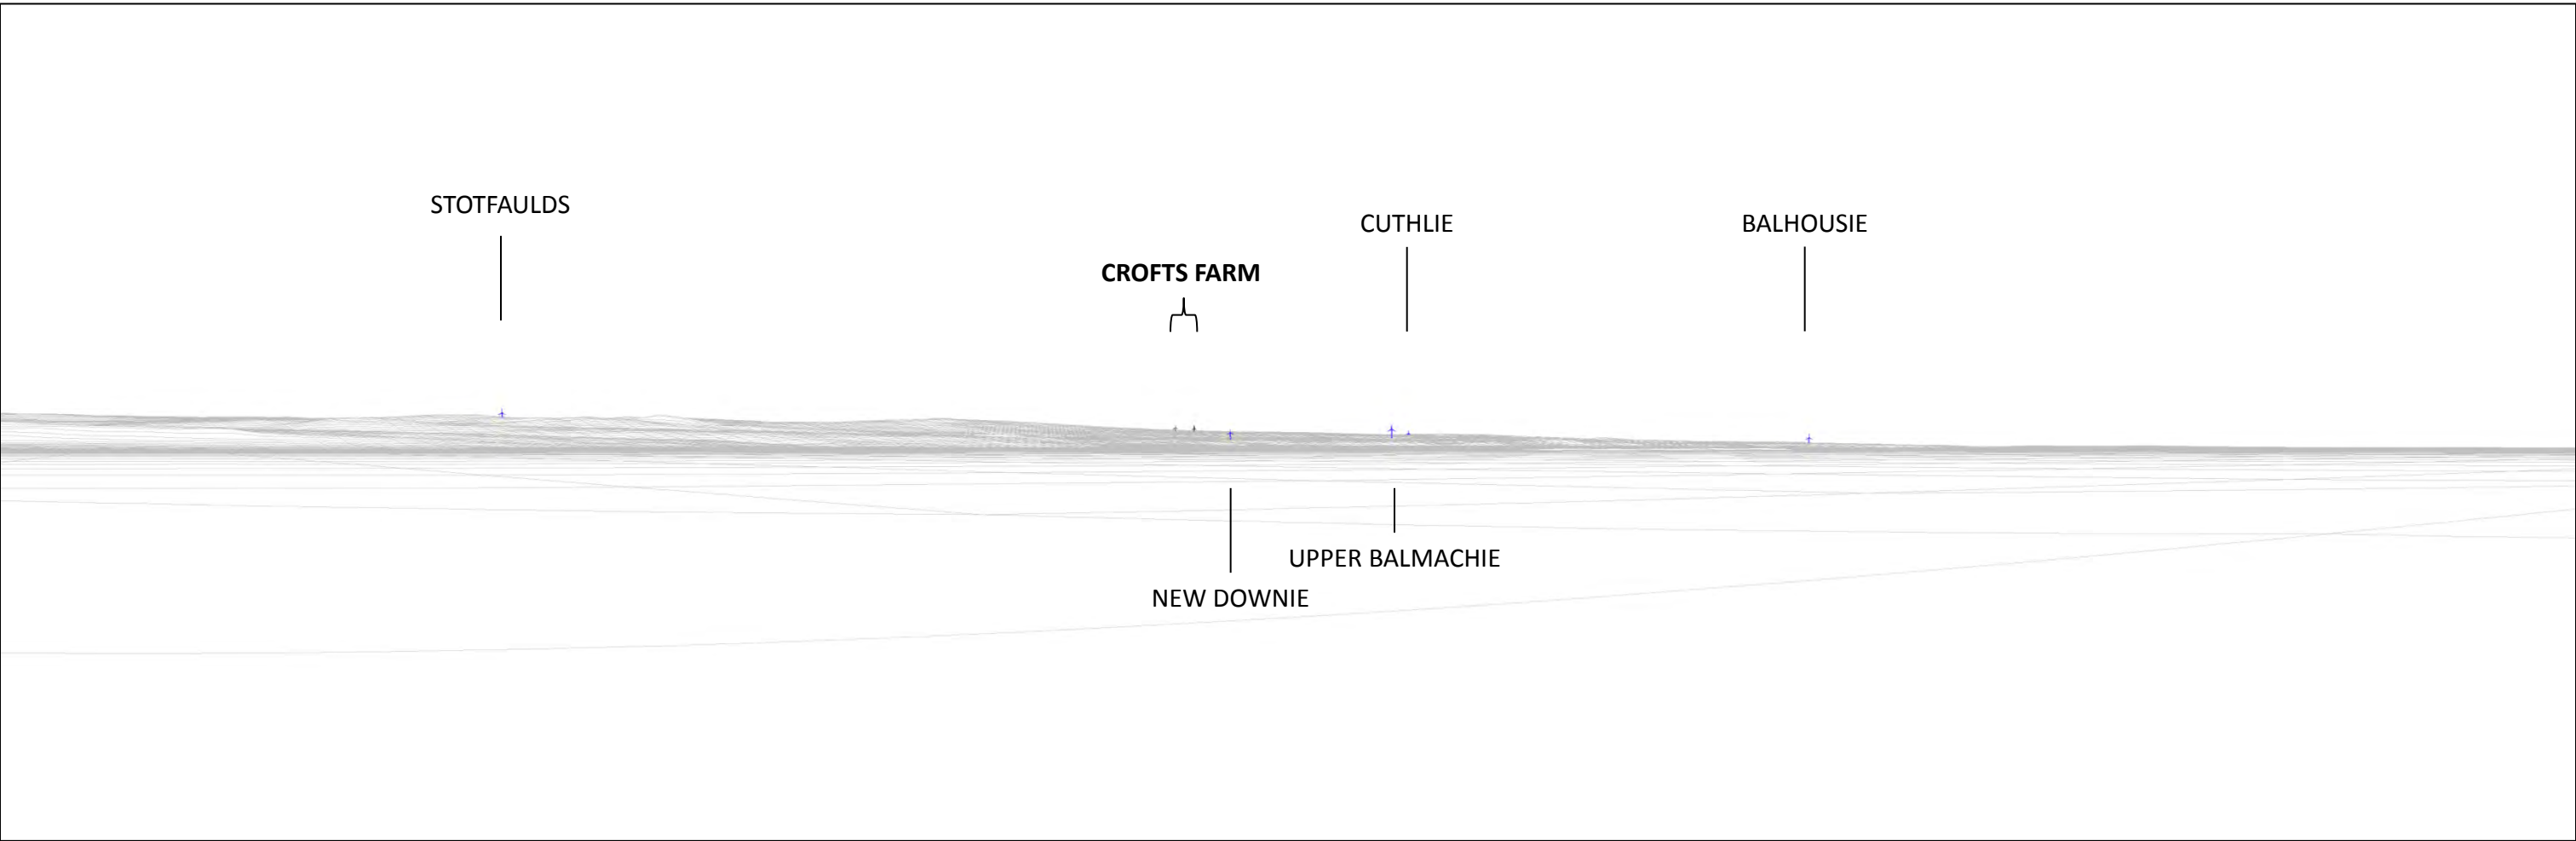 STOTFAULDS
CUTHLIE
BALHOUSIE
CROFTS FARM
UPPER BALMACHIE
NEW DOWNIE